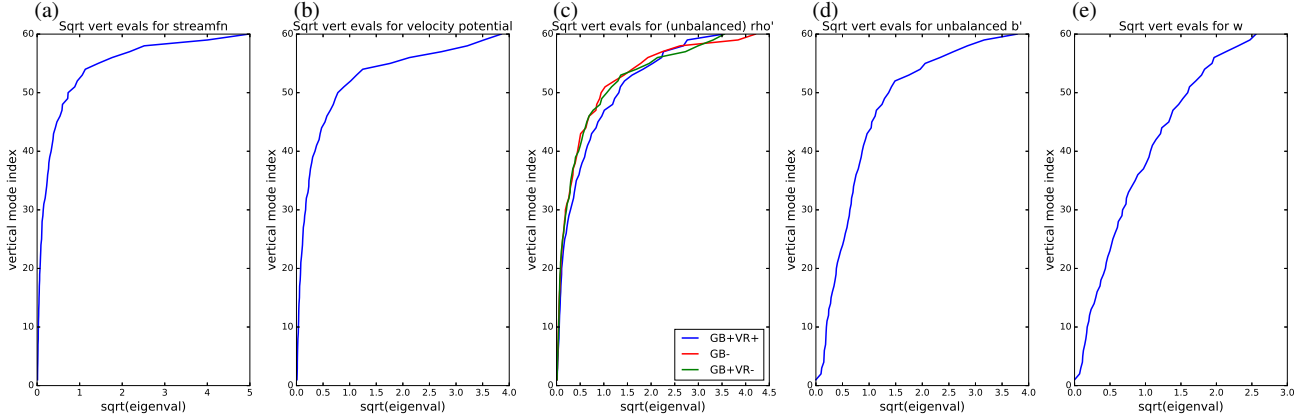 (a)
Sqrt vert evals for streamfn
vertical mode index
60
50
40
30
20
10
0
0 1 2 3 4 5
sqrt(eigenval)
(b)
Sqrt vert evals for velocity potential
vertical mode index
60
50
40
30
20
10
0
0.0 0.5 1.0 1.5 2.0 2.5 3.0 3.5 4.0
sqrt(eigenval)
(c)
Sqrt vert evals for (unbalanced) rho'
vertical mode index
60
50
40
30
20
10
0
GB+VR+
GB-
GB+VR-
0.0 0.5 1.0 1.5 2.0 2.5 3.0 3.5 4.0 4.5
sqrt(eigenval)
(d)
Sqrt vert evals for unbalanced b'
vertical mode index
60
50
40
30
20
10
0
0.0 0.5 1.0 1.5 2.0 2.5 3.0 3.5 4.0
sqrt(eigenval)
(e)
Sqrt vert evals for w
vertical mode index
60
50
40
30
20
10
0
0.0 0.5 1.0 1.5 2.0 2.5 3.0
sqrt(eigenval)